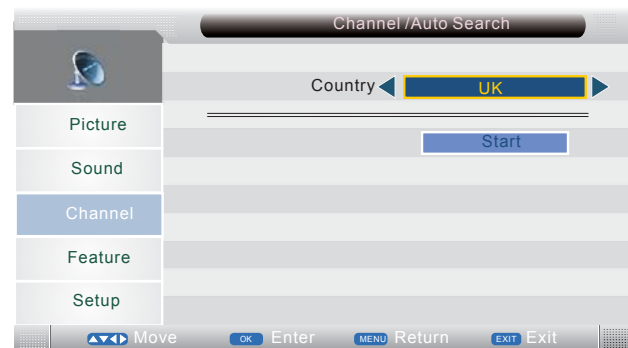 Channel /Auto Search
Country UK
Start
Picture
Sound
Channel
Feature
Setup
Move OK Enter MENU Return EXIT Exit